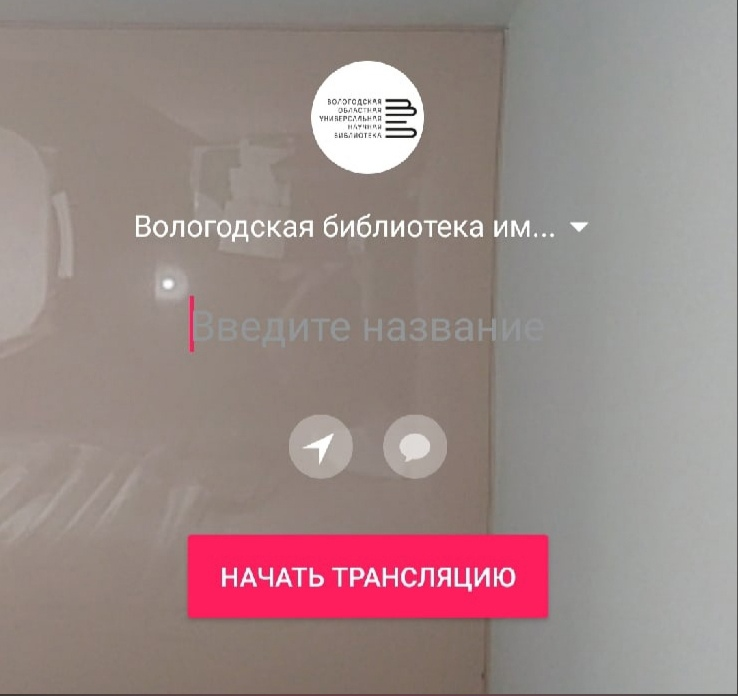 ВОЛОГОДСКАЯ
ОБЛАСТНАЯ
УНИВЕРСАЛЬНАЯ
НАУЧНАЯ
БИБЛИОТЕКА
Вологодская библиотека им...
Введите название
НАЧАТЬ ТРАНСЛЯЦИЮ